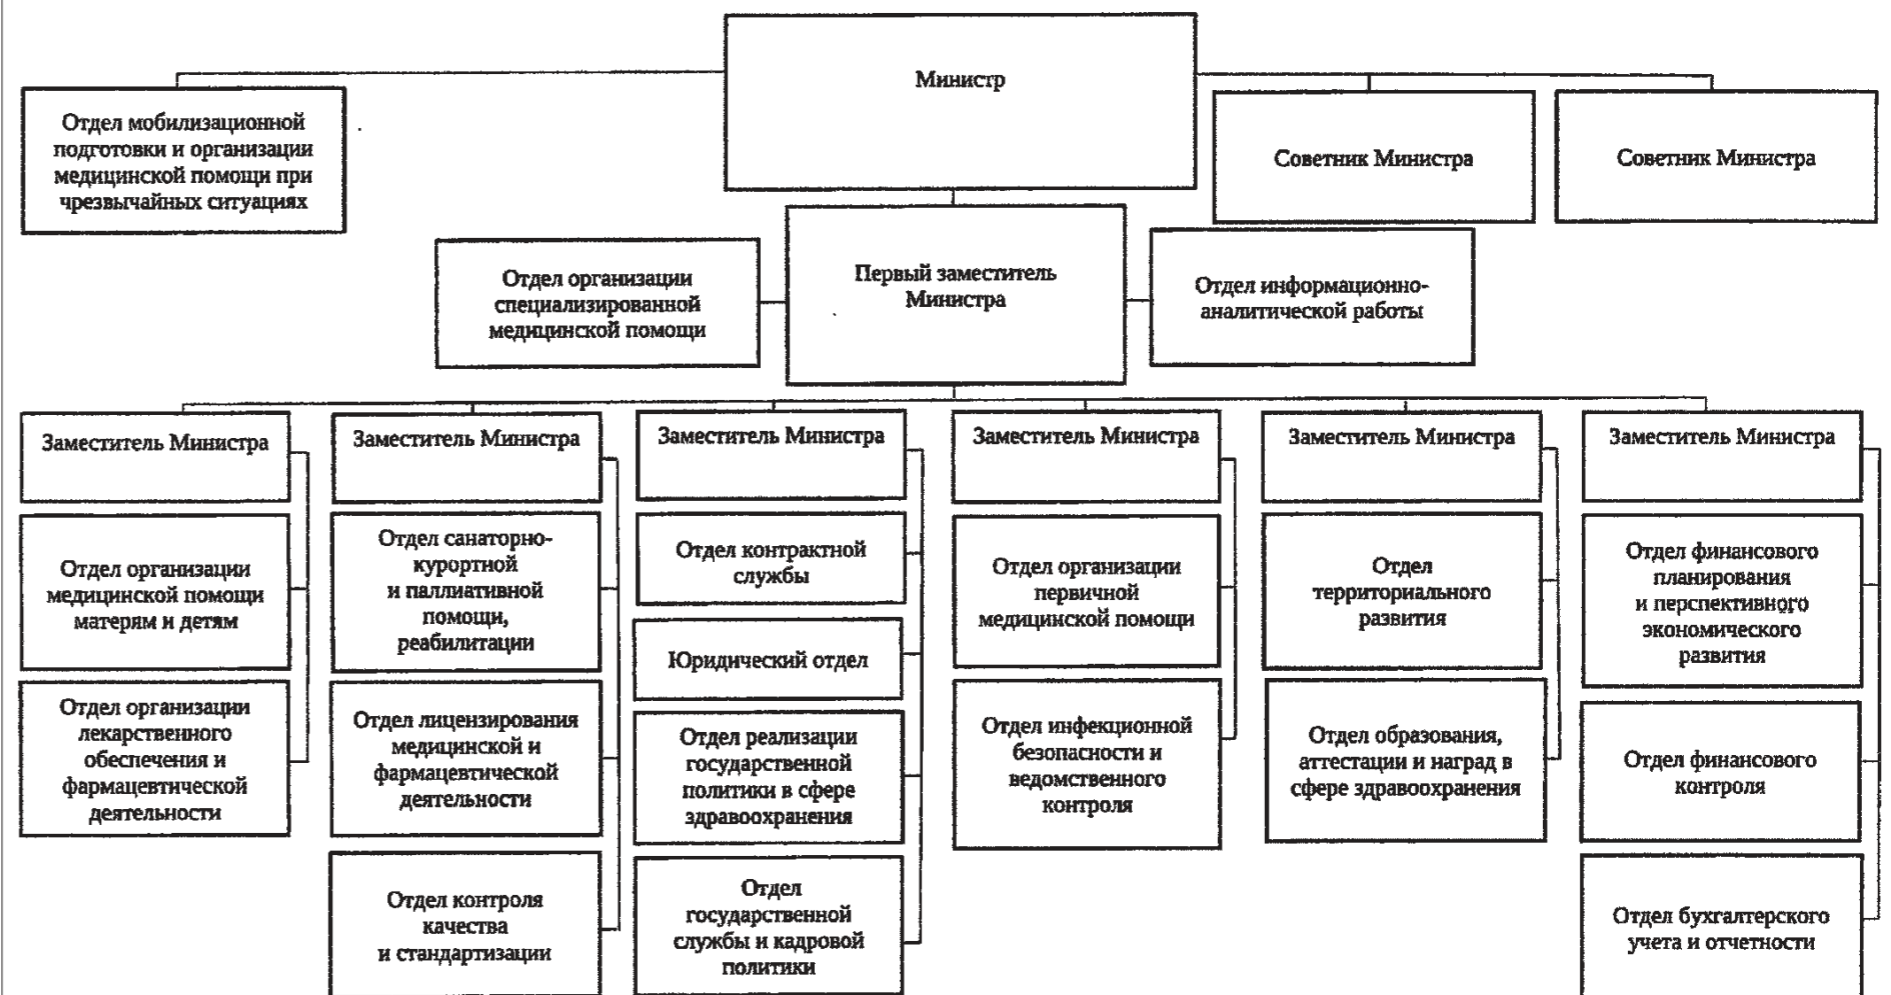 Министр
Отдел мобилизационной
подготовки и организации
медицинской помощи при
чрезвычайных ситуациях
Советник Министра
Советник Министра
Отдел организации
специализированной
медицинской помощи
Первый заместитель
Министра
Отдел информационно-
аналитической работы
Заместитель Министра
Отдел организации
медицинской помощи
матерям и детям
Отдел организации
лекарственного
обеспечения и
фармацевтической
деятельности
Заместитель Министра
Отдел санаторно-
курортной
и паллиативной
помощи,
реабилитации
Отдел лицензирования
медицинской и
фармацевтической
деятельности
Отдел контроля
качества
и стандартизации
Заместитель Министра
Отдел контрактной
службы
Юридический отдел
Отдел реализации
государственной
политики в сфере
здравоохранения
Отдел
государственной
службы и кадровой
политики
Заместитель Министра
Отдел организации
первичной
медицинской помощи
Отдел инфекционной
безопасности и
ведомственного
контроля
Заместитель Министра
Отдел
территориального
развития
Отдел образования,
аттестации и наград в
сфере здравоохранения
Заместитель Министра
Отдел финансового
планирования
и перспективного
экономического
развития
Отдел финансового
контроля
Отдел бухгалтерского
учета и отчетности